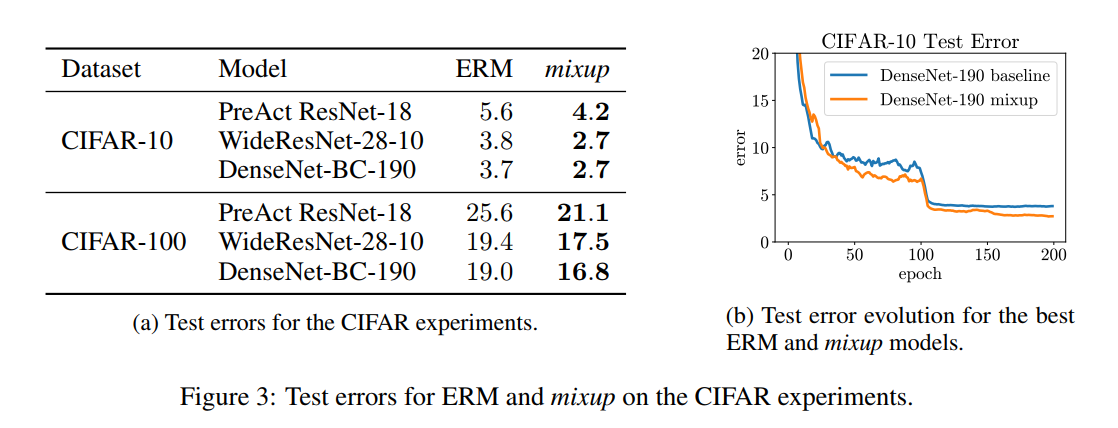 Dataset Model ERM mixup
CIFAR-10
PreAct ResNet-18 5.6 4.2
WideResNet-28-10 3.8 2.7
DenseNet-BC-190 3.7 2.7
CIFAR-100
PreAct ResNet-18 25.6 21.1
WideResNet-28-10 19.4 17.5
DenseNet-BC-190 19.0 16.8
(a) Test errors for the CIFAR experiments.
CIFAR-10 Test Error
DenseNet-190 baseline
DenseNet-190 mixup
error
20
15
10
5
0
0 50 100 150 200
epoch
(b) Test error evolution for the best
ERM and mixup models.
Figure 3: Test errors for ERM and mixup on the CIFAR experiments.